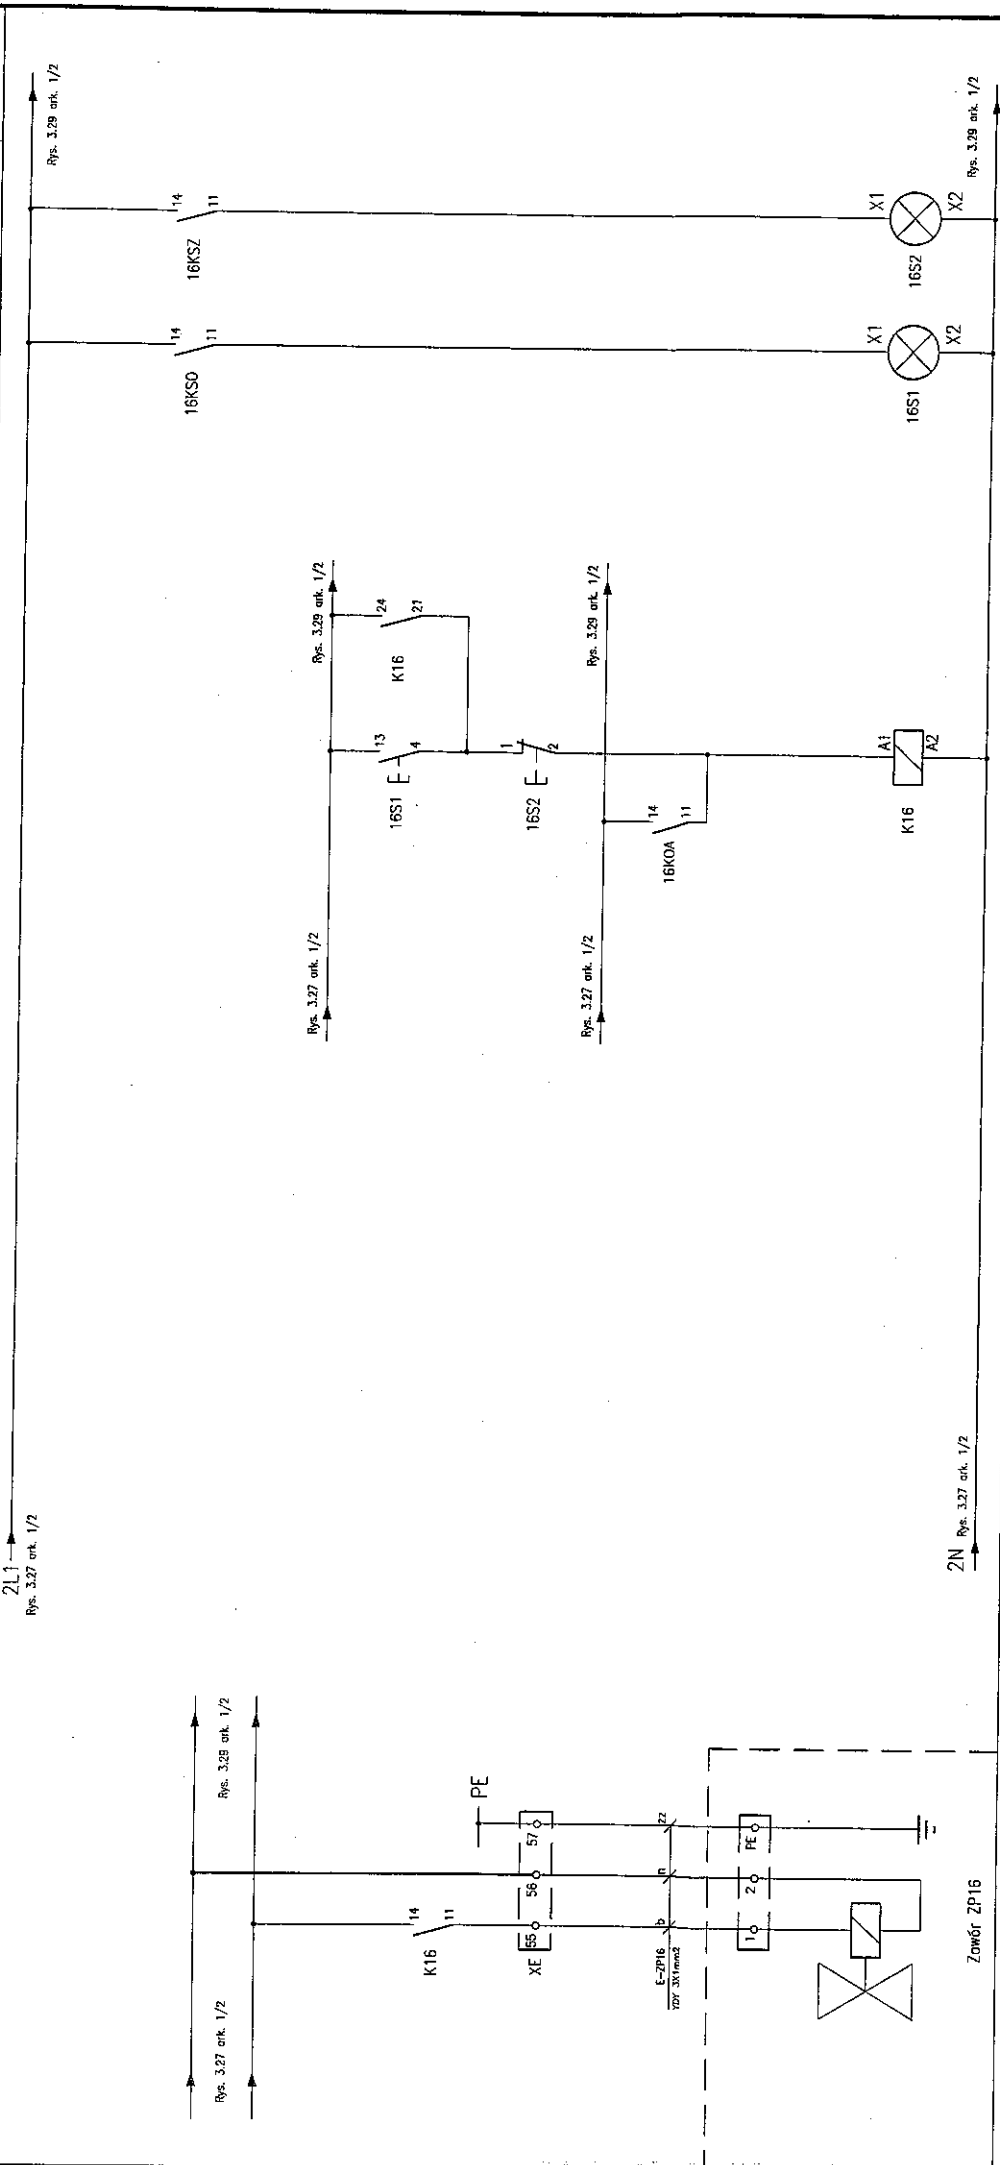 2L1
Rys. 3.27 ark. 1/2
Rys. 3.29 ark. 1/2
14
11
16KSZ
X1
X2
16S2
Rys. 3.29 ark. 1/2
14
11
16KSO
X1
X2
16S1
Rys. 3.27 ark. 1/2
Rys. 3.29 ark. 1/2
24
21
K16
13
4
16S1
1
2
16S2
Rys. 3.27 ark. 1/2
Rys. 3.29 ark. 1/2
14
11
16KOA
A1
A2
K16
2N
Rys. 3.27 ark. 1/2
Rys. 3.27 ark. 1/2
Rys. 3.29 ark. 1/2
14
11
K16
PE
XE
55
56
57
E-ZP16
YDY 3X1mm2
b
n
zz
1
2
PE
Zawór ZP16